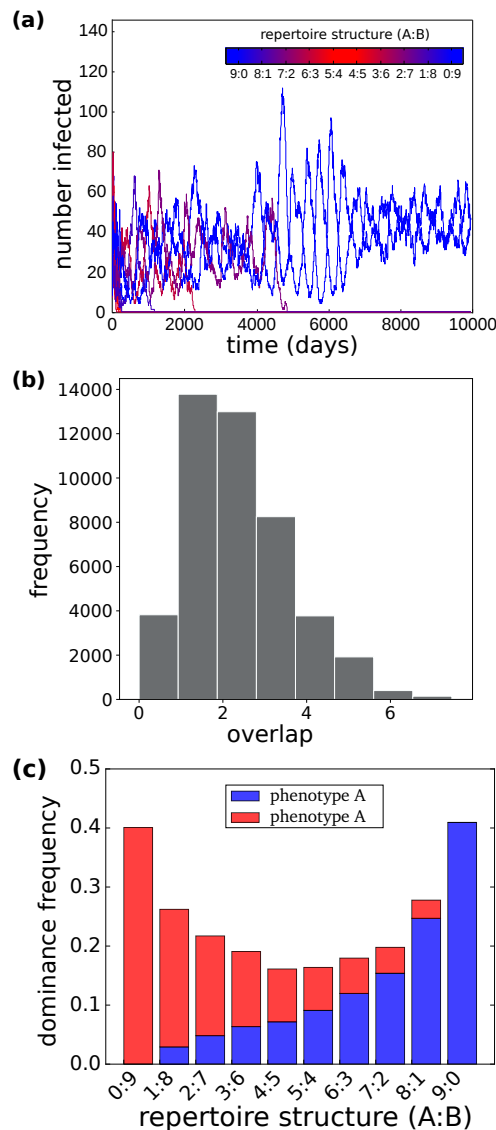 (a)
repertoire structure (A:B)
9:0 8:1 7:2 6:3 5:4 4:5 3:6 2:7 1:8 0:9
140
120
100
80
60
40
20
0
number infected
0 2000 4000 6000 8000 10000
time (days)
(b)
14000
12000
10000
8000
6000
4000
2000
0
frequency
0 2 4 6
overlap
(c)
0.5
0.4
0.3
0.2
0.1
0.0
dominance frequency
phenotype A
phenotype A
0:9 1:8 2:7 3:6 4:5 5:4 6:3 7:2 8:1 9:0
repertoire structure (A:B)